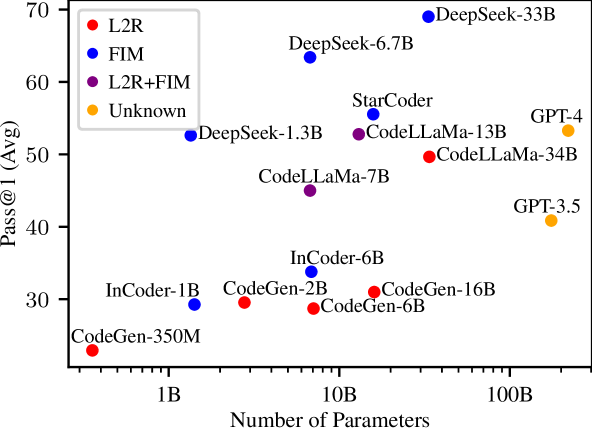 70
60
50
40
30
Pass@1 (Avg)
L2R
FIM
L2R+FIM
Unknown
DeepSeek-33B
DeepSeek-6.7B
StarCoder
GPT-4
DeepSeek-1.3B
CodeLLaMa-13B
CodeLLaMa-34B
CodeLLaMa-7B
GPT-3.5
InCoder-6B
InCoder-1B
CodeGen-2B
CodeGen-16B
CodeGen-6B
CodeGen-350M
1B
10B
100B
Number of Parameters